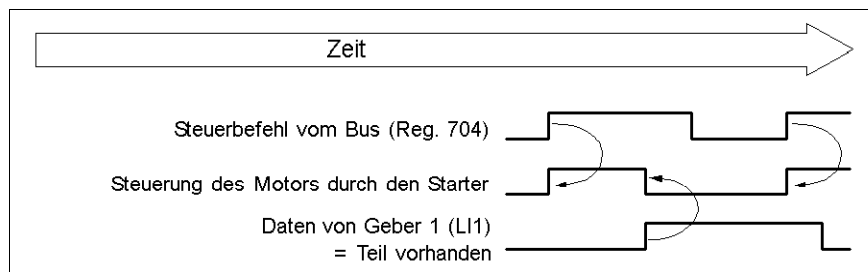 Zeit
Steuerbefehl vom Bus (Reg. 704)
Steuerung des Motors durch den Starter
Daten von Geber 1 (LI1)
= Teil vorhanden